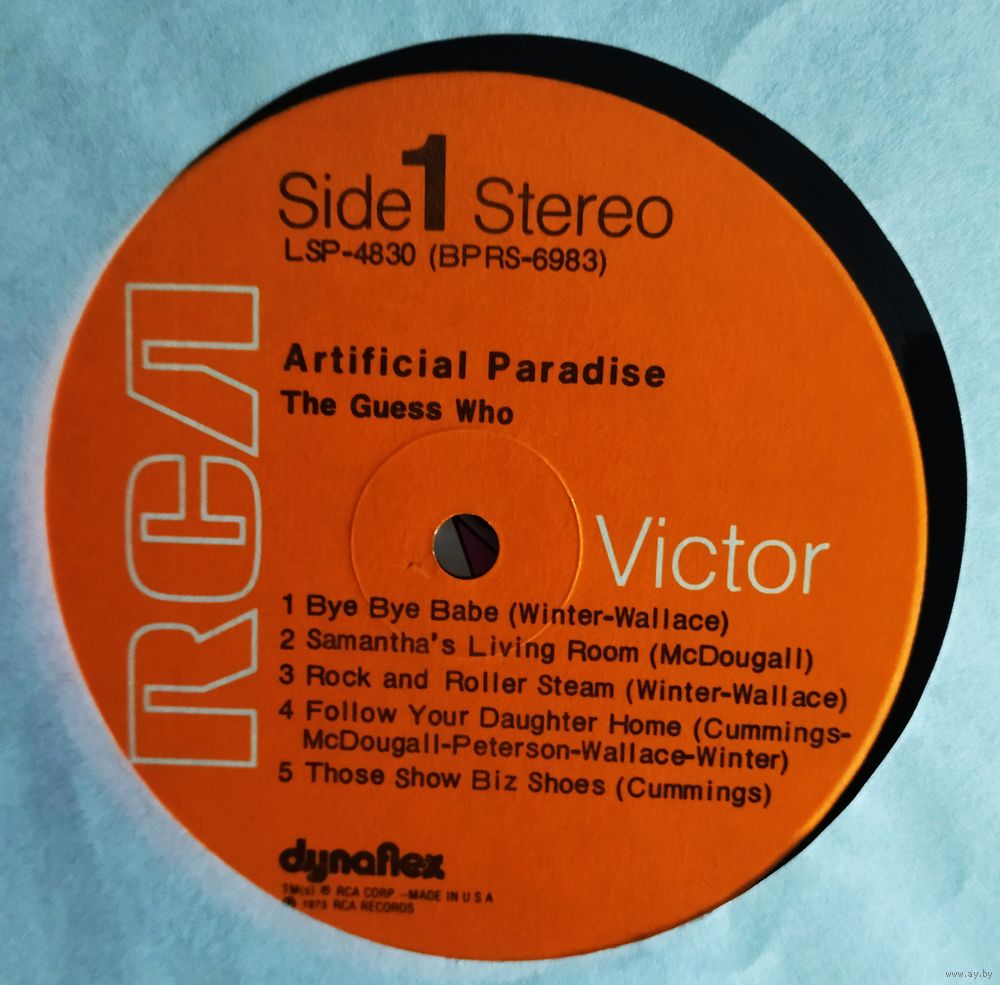 Side 1 Stereo
LSP-4830 (BPRS-6983)
RCA
Artificial Paradise
The Guess Who
Victor
1 Bye Bye Babe (Winter-Wallace)
2 Samantha's Living Room (McDougall)
3 Rock and Roller Steam (Winter-Wallace)
4 Follow Your Daughter Home (Cummings-
McDougall-Peterson-Wallace-Winter)
5 Those Show Biz Shoes (Cummings)
dynaflex
TM(s) ® RCA CORP —MADE IN U S A
℗ 1973 RCA RECORDS
www.ay.by